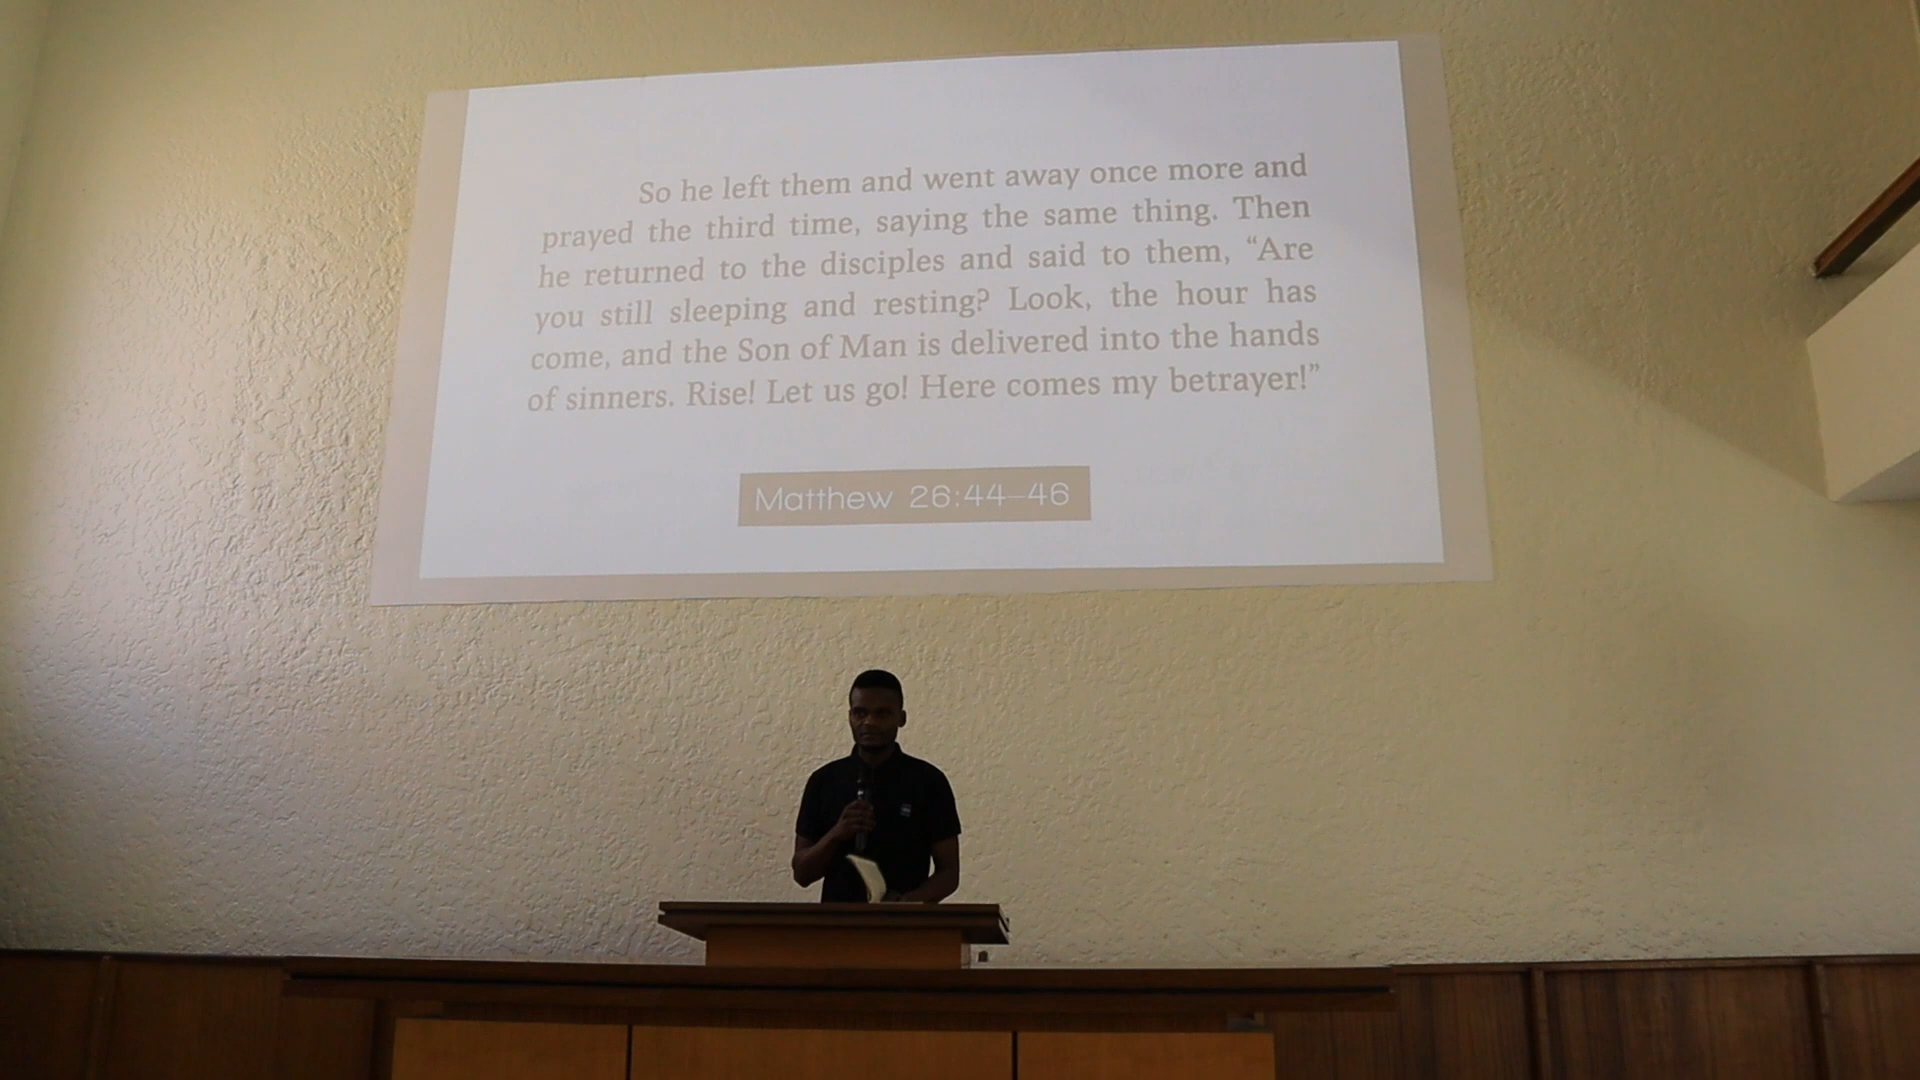 So he left them and went away once more and
prayed the third time, saying the same thing. Then
he returned to the disciples and said to them, “Are
you still sleeping and resting? Look, the hour has
come, and the Son of Man is delivered into the hands
of sinners. Rise! Let us go! Here comes my betrayer!”
Matthew 26:44–46